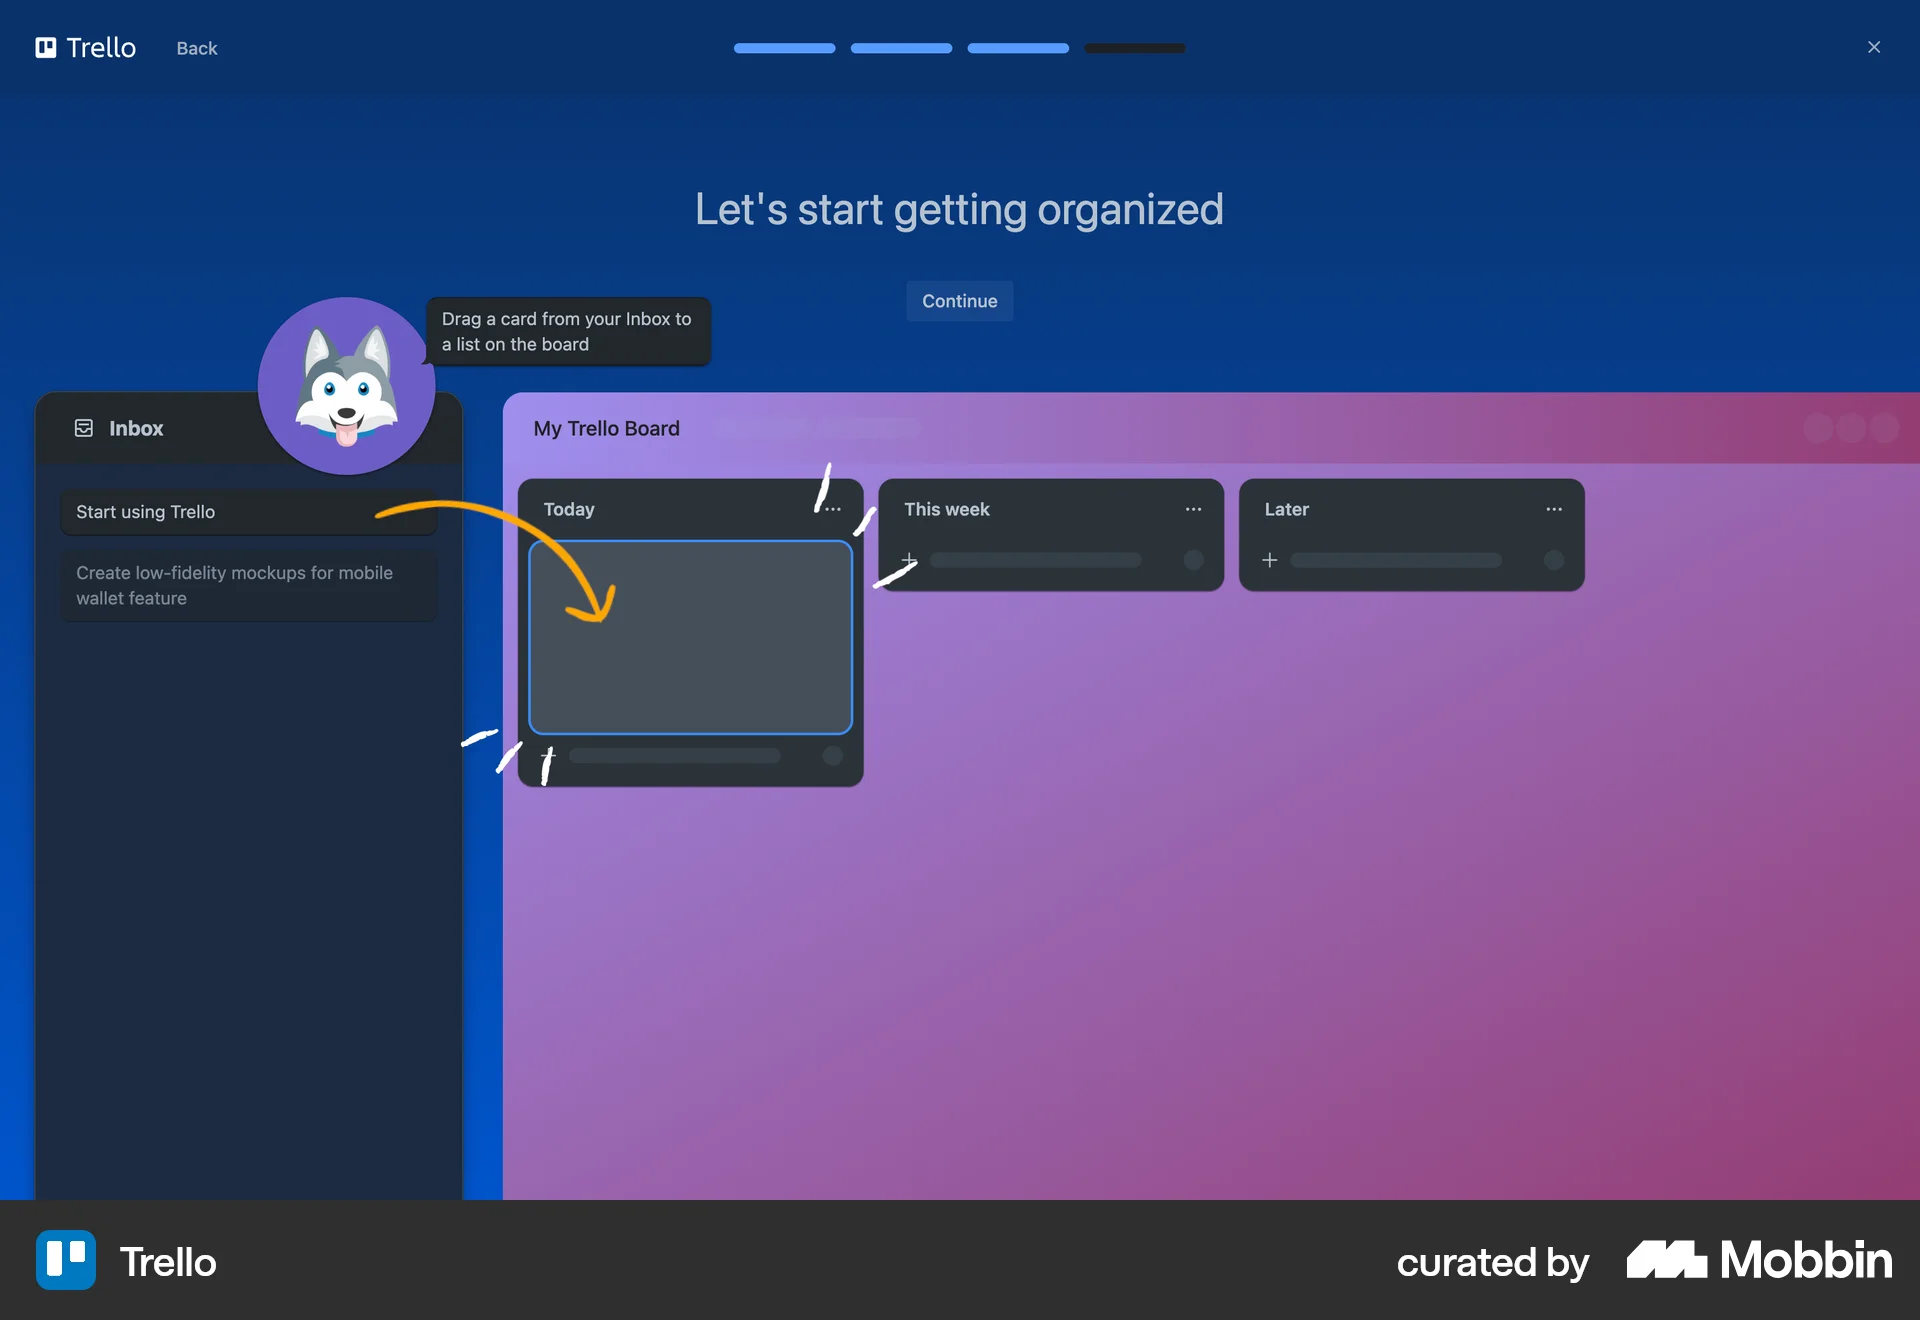 Trello
Back
Let's start getting organized
Continue
Drag a card from your Inbox to
a list on the board
Inbox
Start using Trello
Create low-fidelity mockups for mobile
wallet feature
My Trello Board
Today
This week
Later
Trello
curated by
Mobbin